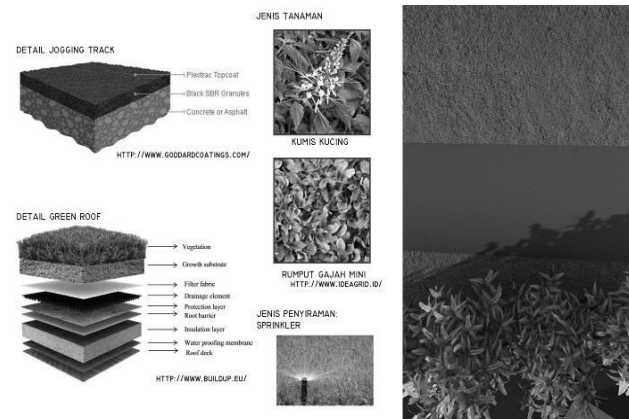 DETAIL JOGGING TRACK
Plextrac Topcoat
Black SBR Granules
Concrete or Asphalt
HTTP://WWW.GODDARDCOATINGS.COM/
DETAIL GREEN ROOF
Vegetation
Growth substrate
Filter fabric
Drainage element
Protection layer
Root barrier
Insulation layer
Water proofing membrane
Roof deck
HTTP://WWW.BUILDUP.EU/
JENIS TANAMAN
KUMIS KUCING
RUMPUT GAJAH MINI
HTTP://WWW.IDEAGRID.ID/
JENIS PENYIRAMAN:
SPRINKLER